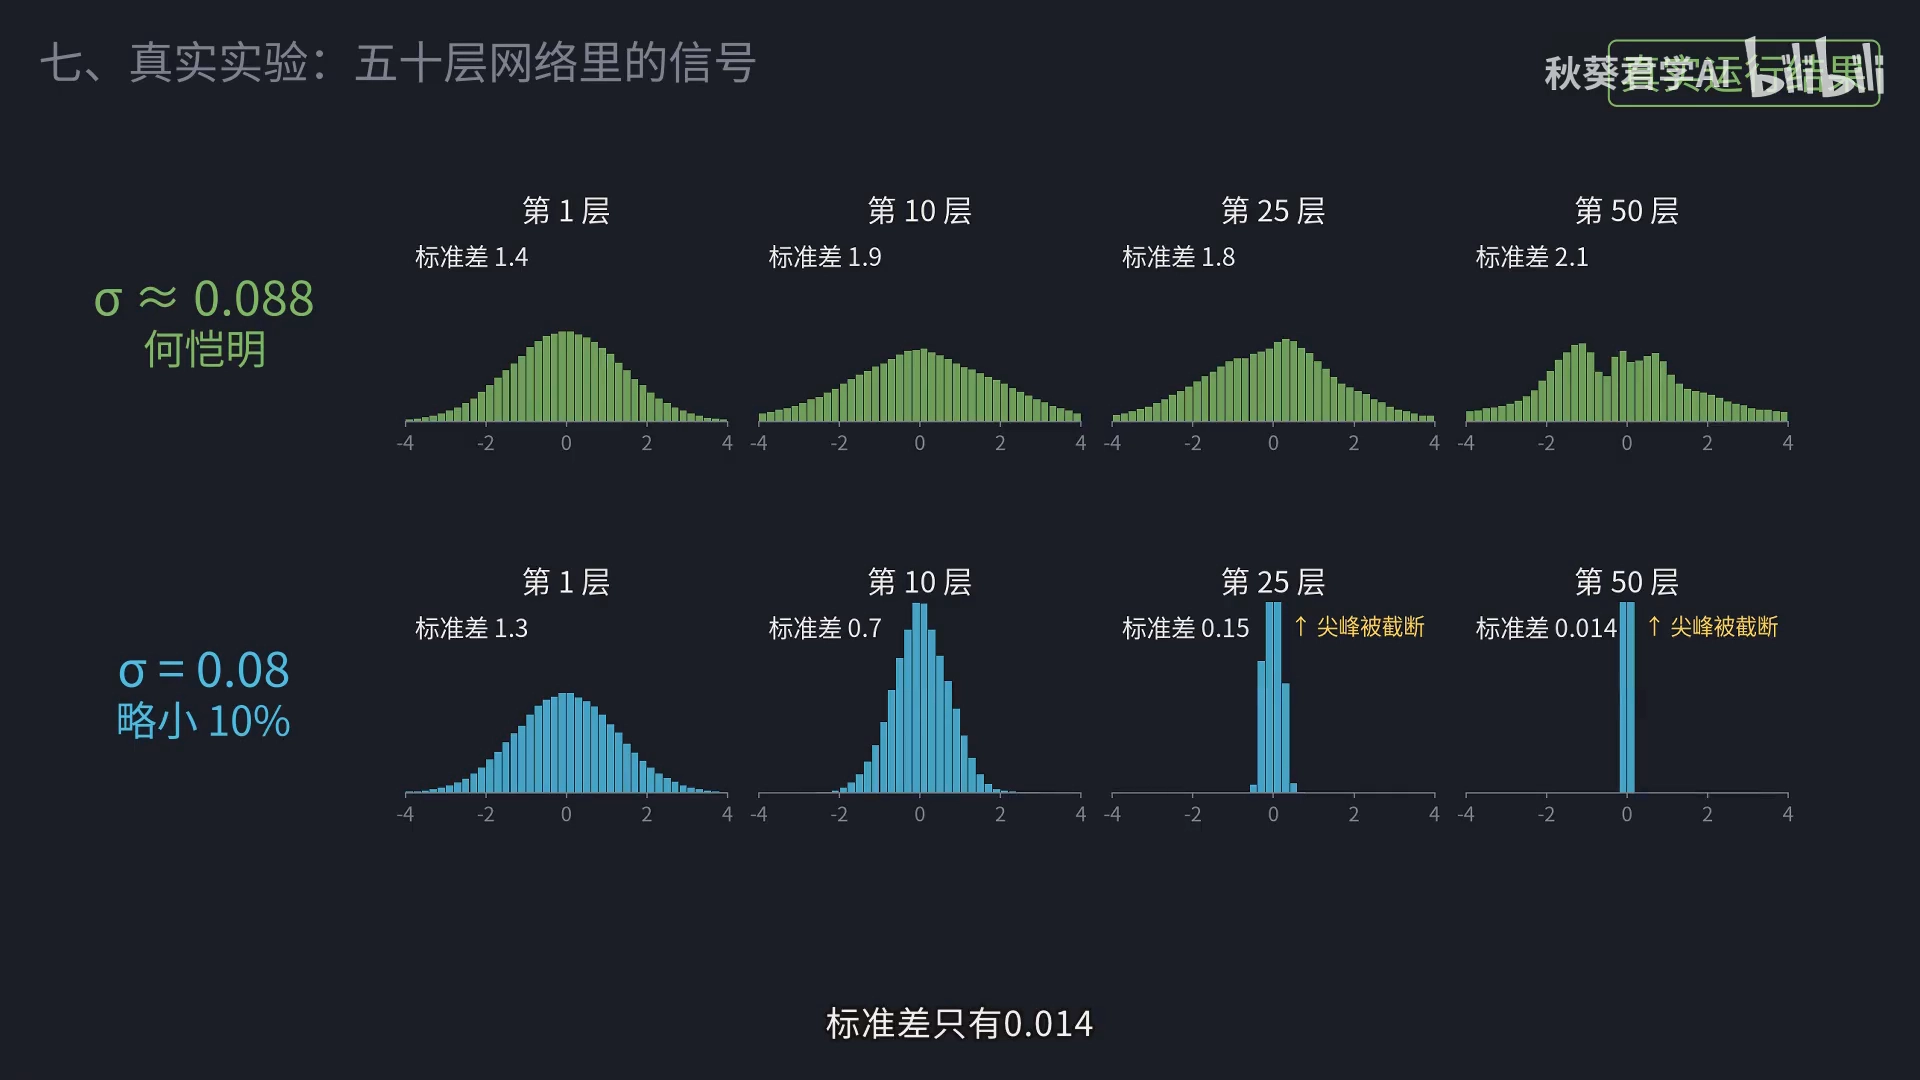 七、真实实验：五十层网络里的信号
秋葵君学AI bilibili
真实运行结果
第 1 层
第 10 层
第 25 层
第 50 层
标准差 1.4
标准差 1.9
标准差 1.8
标准差 2.1
σ ≈ 0.088
何恺明
-4 -2 0 2 4
-4 -2 0 2 4
-4 -2 0 2 4
-4 -2 0 2 4
第 1 层
第 10 层
第 25 层
第 50 层
标准差 1.3
标准差 0.7
标准差 0.15
↑ 尖峰被截断
标准差 0.014
↑ 尖峰被截断
σ = 0.08
略小 10%
-4 -2 0 2 4
-4 -2 0 2 4
-4 -2 0 2 4
-4 -2 0 2 4
标准差只有0.014